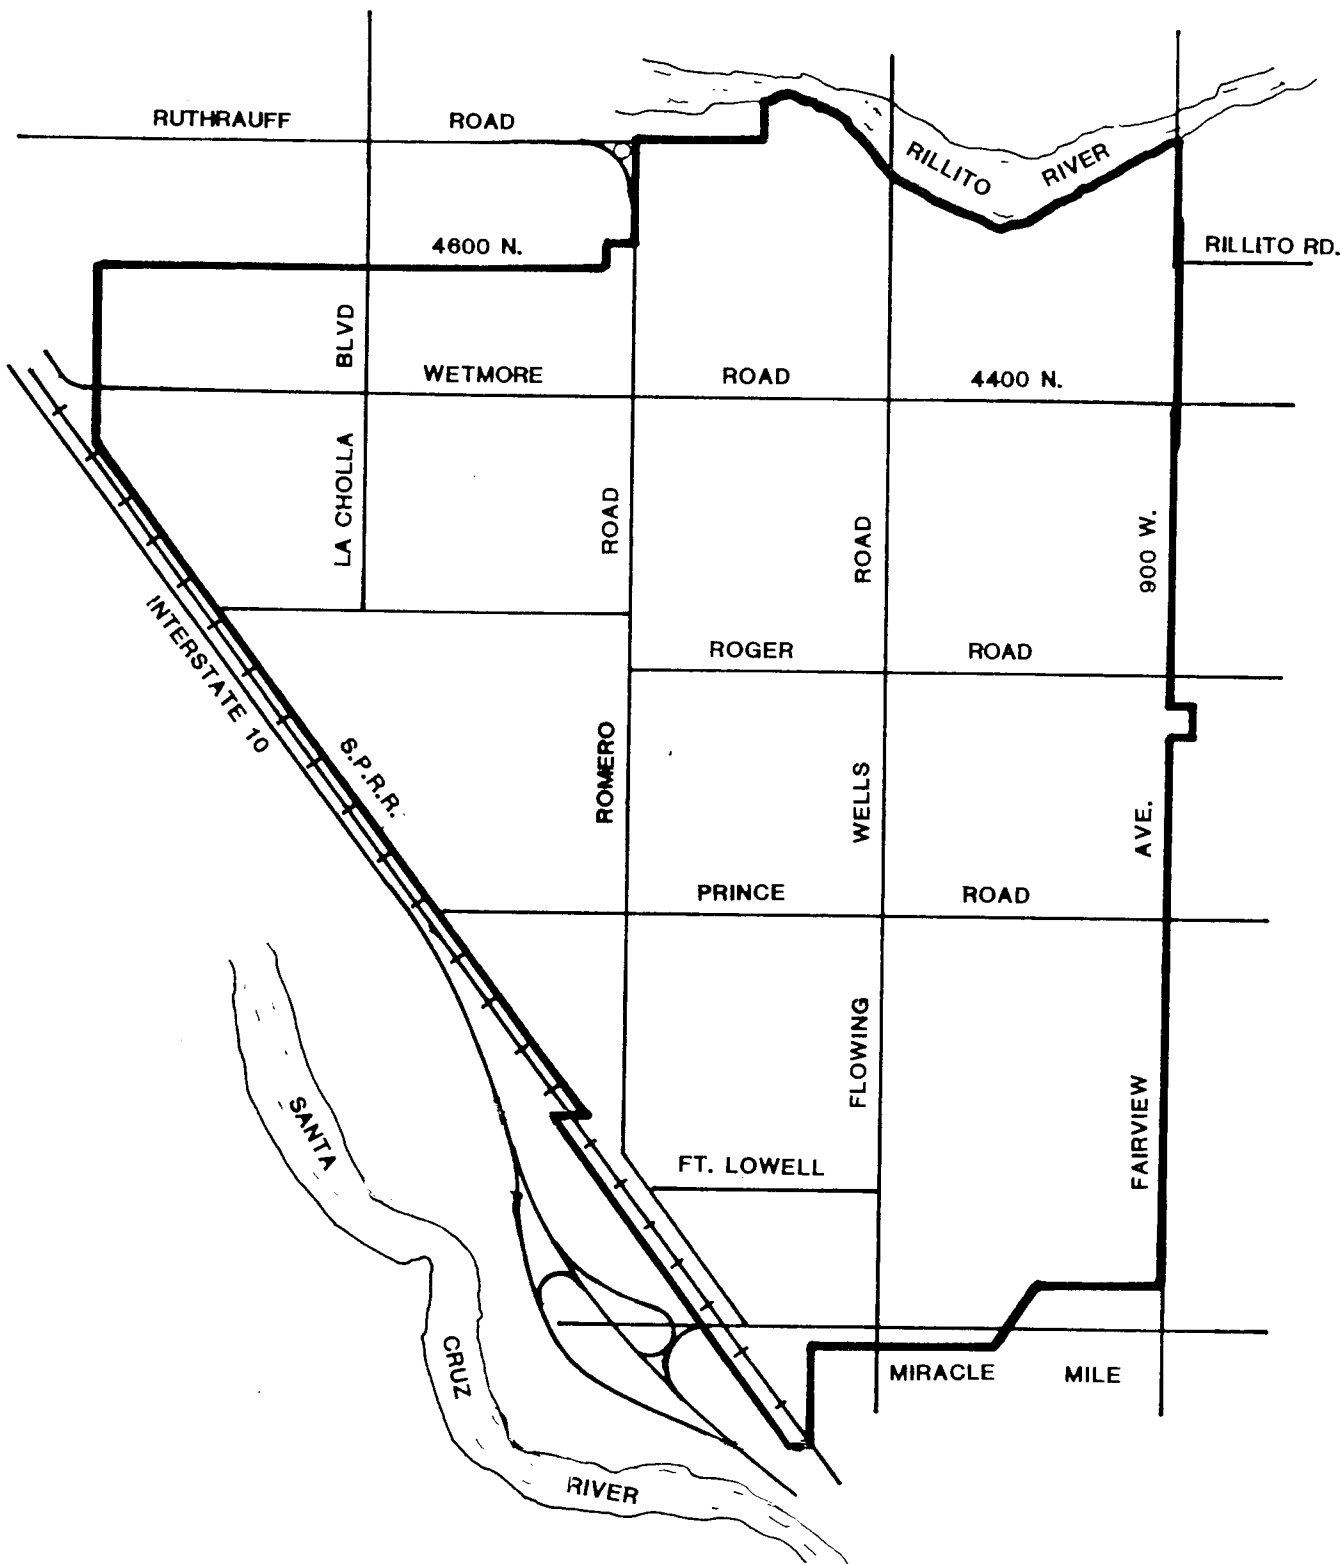 RUTHRAUFF ROAD
RILLITO RIVER
4600 N.
RILLITO RD.
LA CHOLLA BLVD
WETMORE ROAD 4400 N.
ROMERO ROAD
FLOWING WELLS ROAD
FAIRVIEW AVE. 900 W.
INTERSTATE 10
S.P.R.R.
ROGER ROAD
PRINCE ROAD
FT. LOWELL
SANTA CRUZ RIVER
MIRACLE MILE